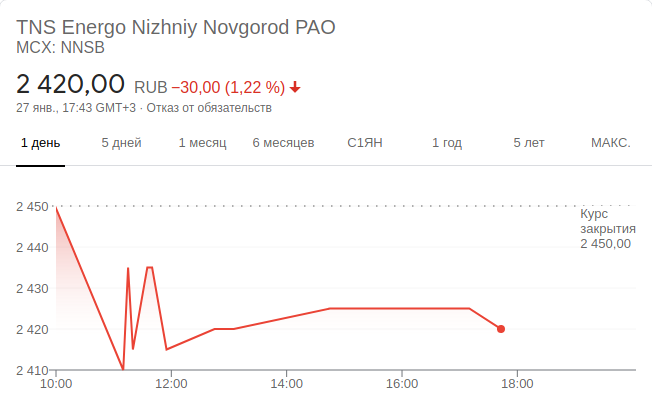 TNS Energo Nizhniy Novgorod PAO
MCX: NNSB
2 420,00 RUB −30,00 (1,22 %)
27 янв., 17:43 GMT+3 · Отказ от обязательств
1 день 5 дней 1 месяц 6 месяцев С1ЯН 1 год 5 лет МАКС.
2 450
Курс
закрытия
2 450,00
2 440
2 430
2 420
2 410
10:00 12:00 14:00 16:00 18:00